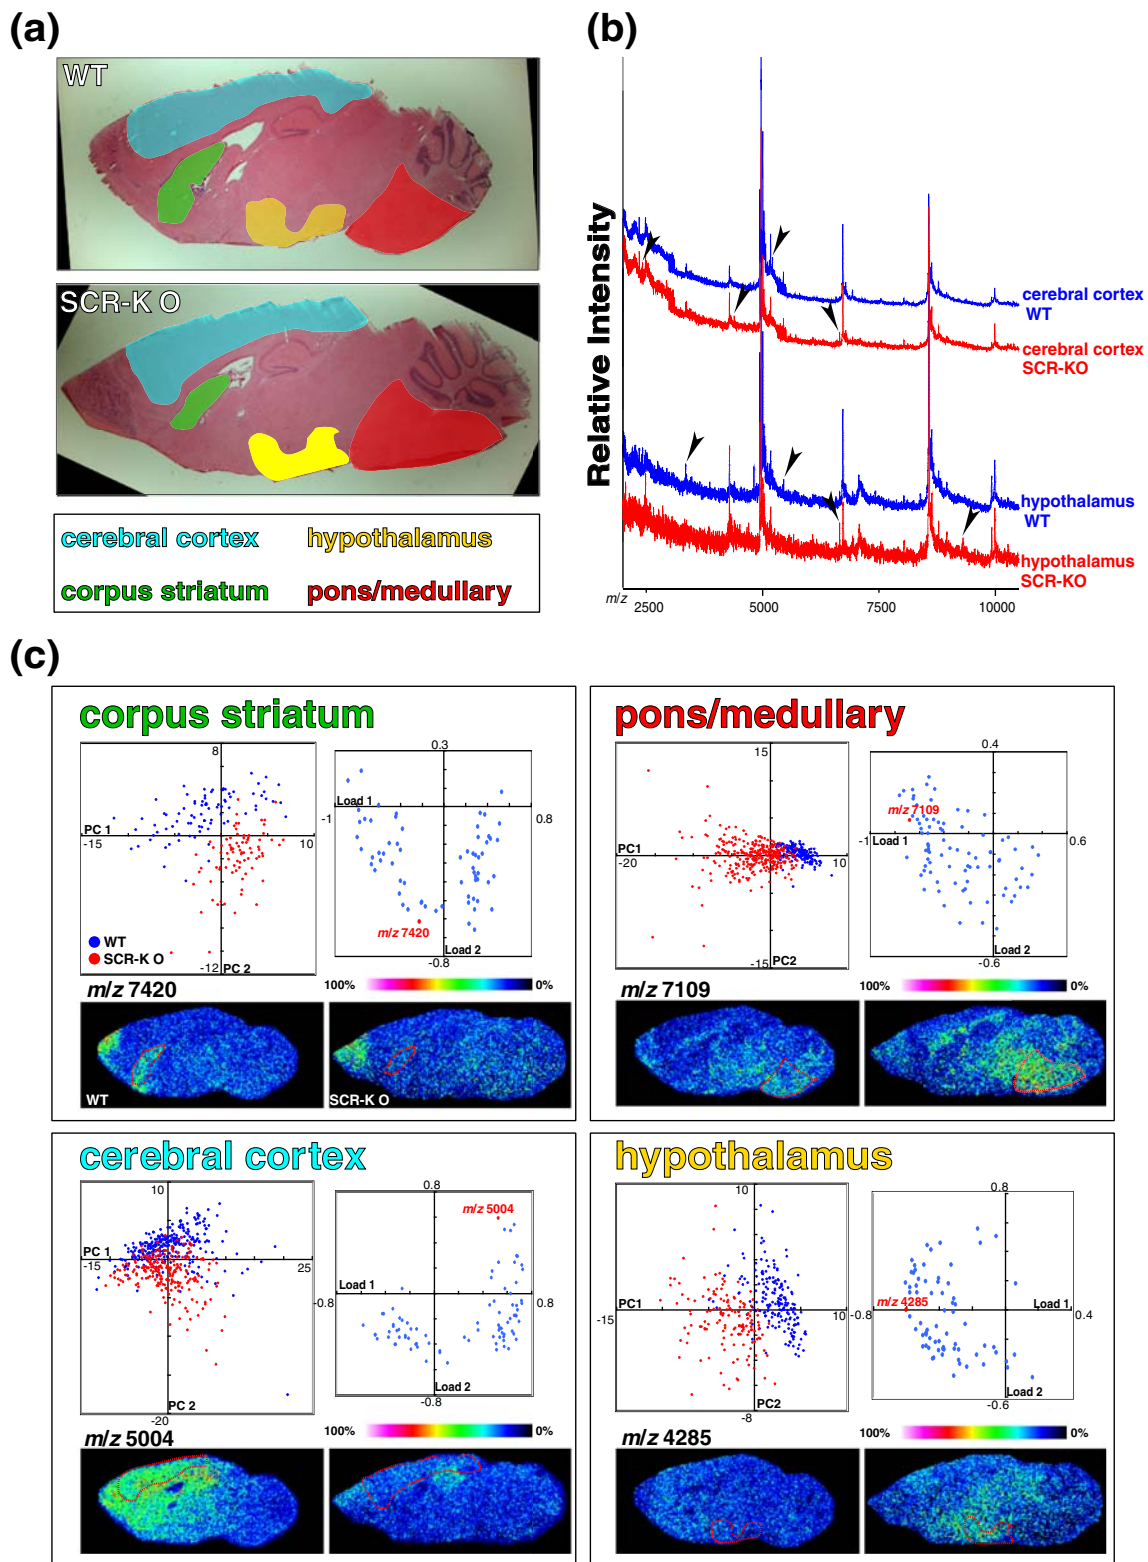 (a)
WT
SCR-K O
cerebral cortex
hypothalamus
corpus striatum
pons/medullary
(b)
Relative Intensity
cerebral cortex
WT
cerebral cortex
SCR-KO
hypothalamus
WT
hypothalamus
SCR-KO
m/z
2500
5000
7500
10000
(c)
corpus striatum
8
PC 1
-15
10
WT
SCR-K O
-12
PC 2
0.3
Load 1
-1
0.8
m/z 7420
Load 2
-0.8
m/z 7420
100%
0%
WT
SCR-K O
pons/medullary
15
PC1
-20
10
-15
PC2
0.4
m/z 7109
-1
Load 1
0.6
Load 2
-0.6
m/z 7109
100%
0%
cerebral cortex
10
PC 1
-15
25
PC 2
-20
0.8
m/z 5004
Load 1
-0.8
0.8
Load 2
-0.8
m/z 5004
100%
0%
hypothalamus
10
PC1
-15
10
PC2
-8
0.8
m/z 4285
-0.8
Load 1
0.4
Load 2
-0.6
m/z 4285
100%
0%